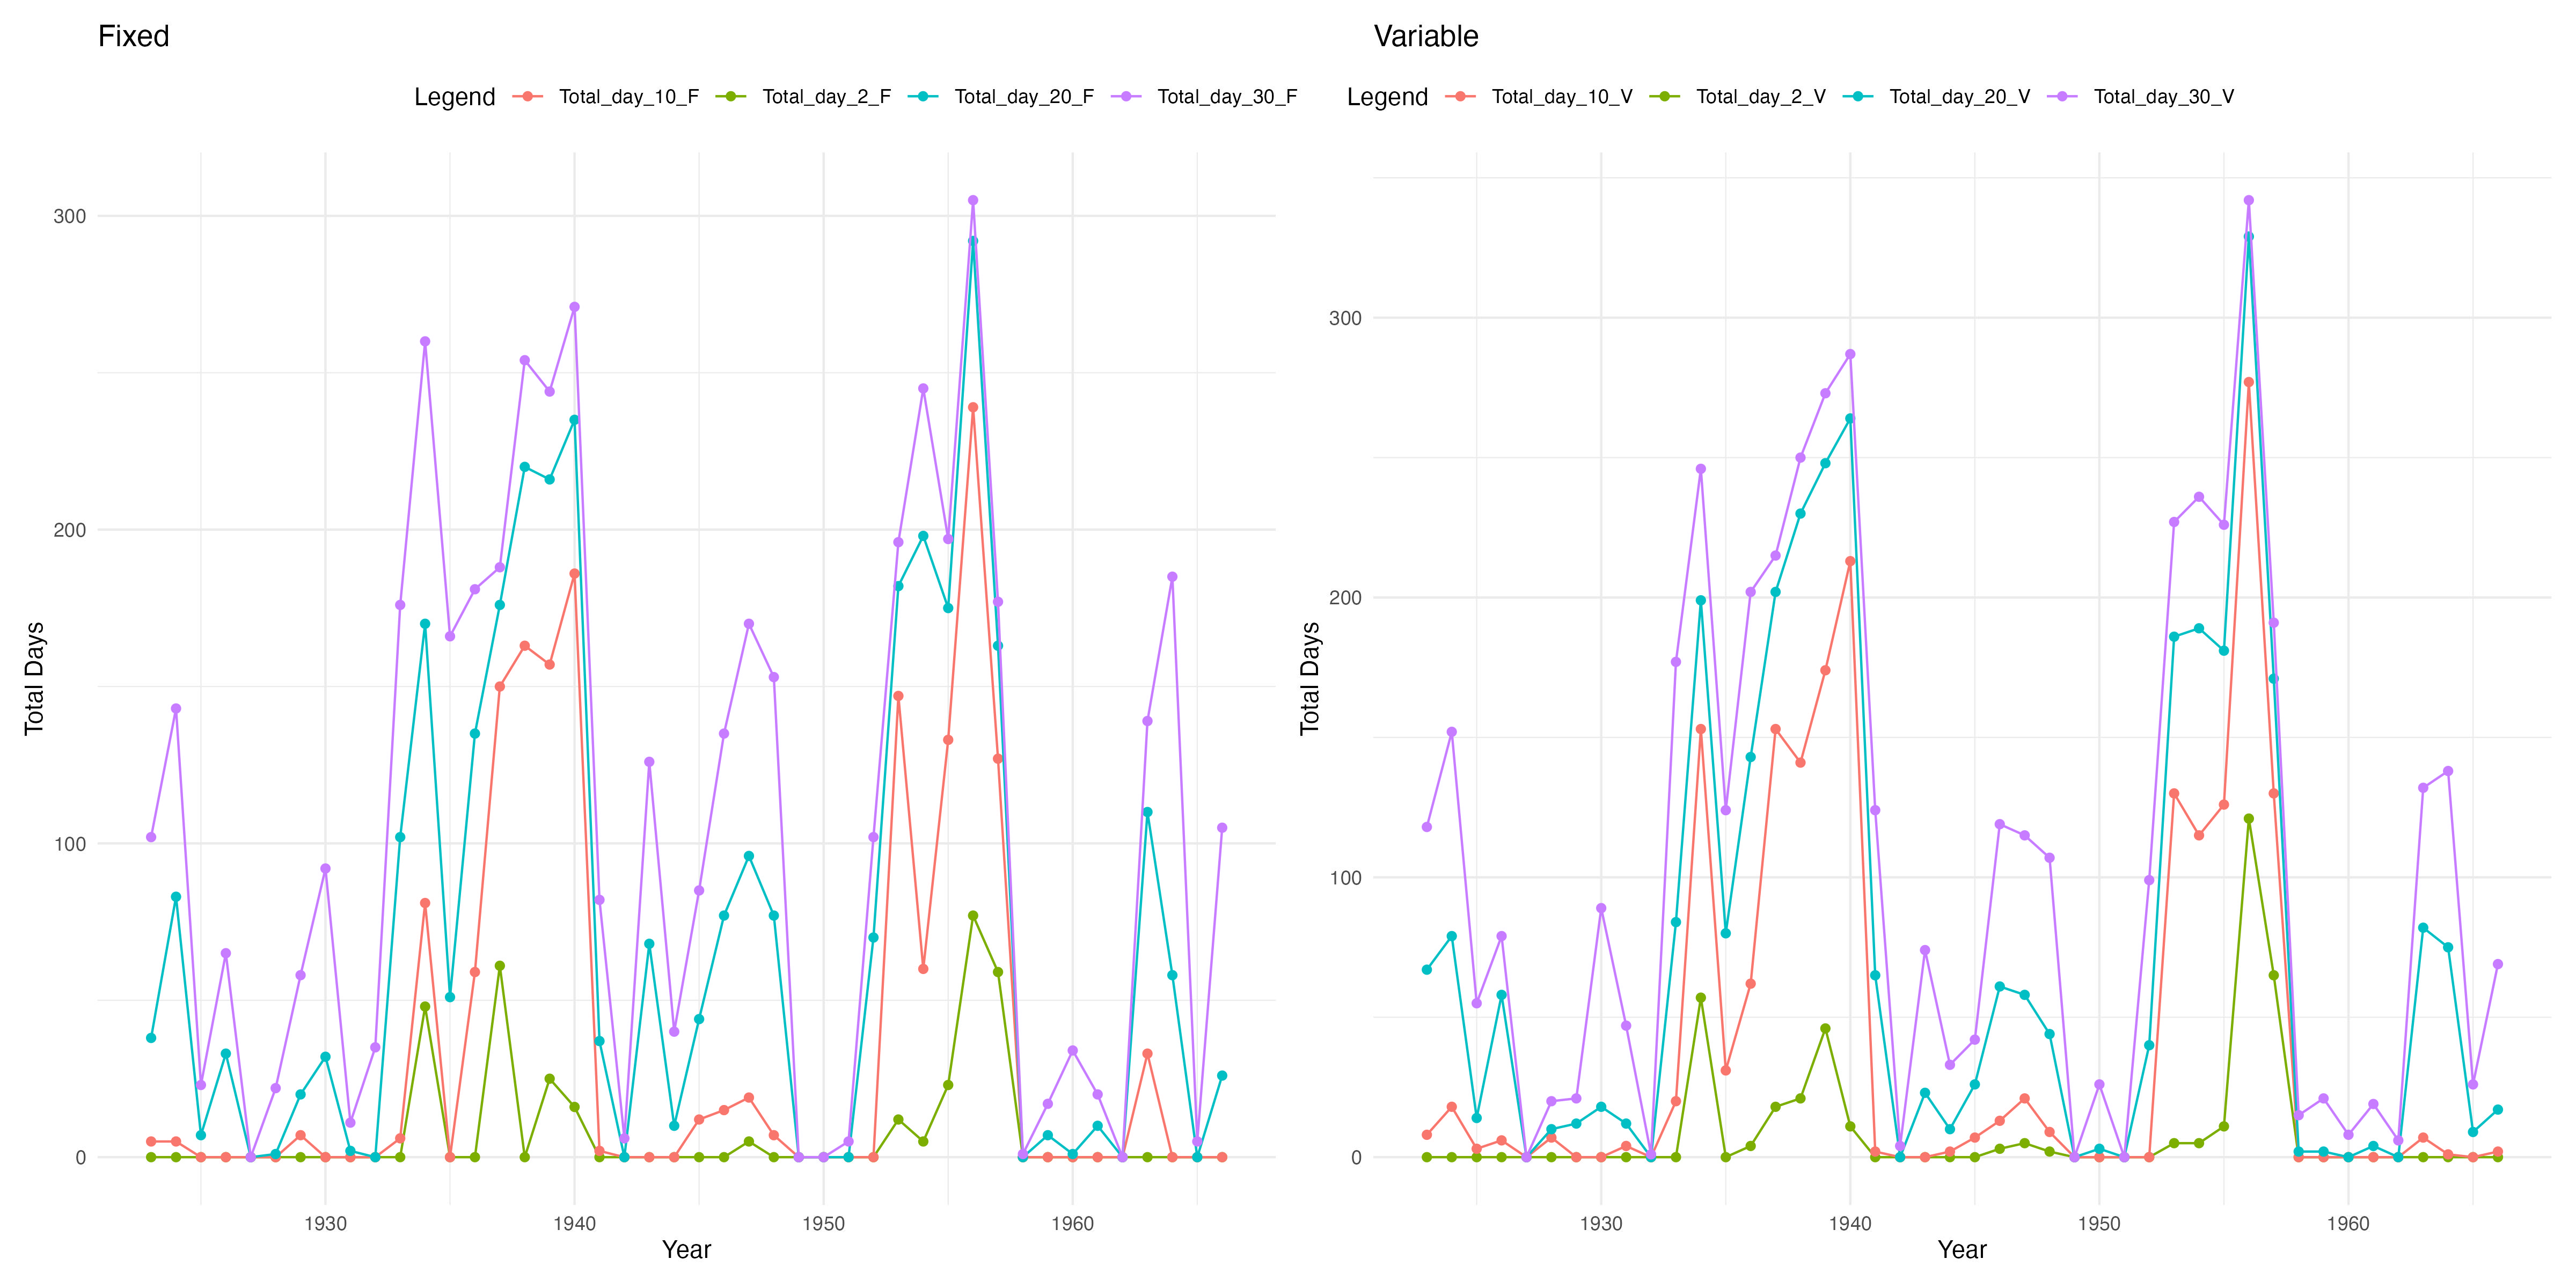 Fixed
Legend Total_day_10_F Total_day_2_F Total_day_20_F Total_day_30_F
300
200
100
0
Total Days
1930 1940 1950 1960
Year
Variable
Legend Total_day_10_V Total_day_2_V Total_day_20_V Total_day_30_V
300
200
100
0
Total Days
1930 1940 1950 1960
Year